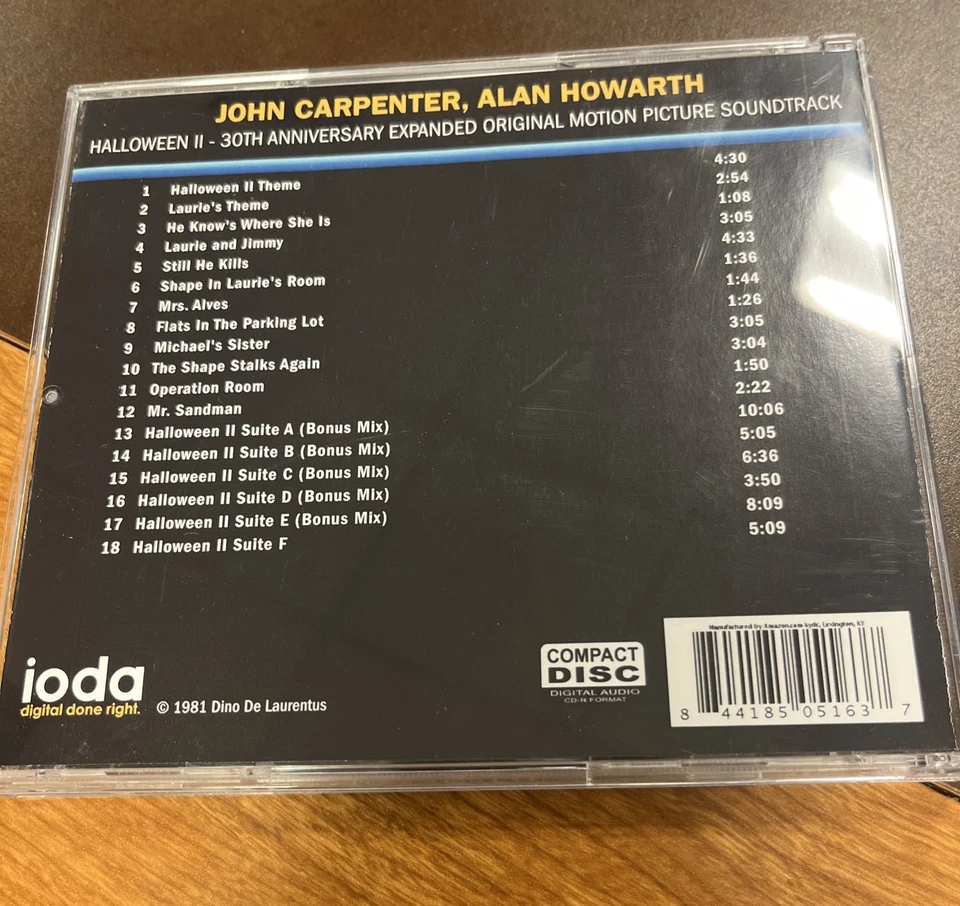 JOHN CARPENTER, ALAN HOWARTH
HALLOWEEN II - 30TH ANNIVERSARY EXPANDED ORIGINAL MOTION PICTURE SOUNDTRACK
1 Halloween II Theme 4:30
2 Laurie's Theme 2:54
3 He Know's Where She Is 1:08
4 Laurie and Jimmy 3:05
5 Still He Kills 4:33
6 Shape In Laurie's Room 1:36
7 Mrs. Alves 1:44
8 Flats In The Parking Lot 1:26
9 Michael's Sister 3:05
10 The Shape Stalks Again 3:04
11 Operation Room 1:50
12 Mr. Sandman 2:22
13 Halloween II Suite A (Bonus Mix) 10:06
14 Halloween II Suite B (Bonus Mix) 5:05
15 Halloween II Suite C (Bonus Mix) 6:36
16 Halloween II Suite D (Bonus Mix) 3:50
17 Halloween II Suite E (Bonus Mix) 8:09
18 Halloween II Suite F 5:09
ioda
digital done right.
© 1981 Dino De Laurentus
COMPACT
DISC
DIGITAL AUDIO
CD-R FORMAT
Manufactured by Amazon.com kydc, Lexington, KY
8 44185 05163 7